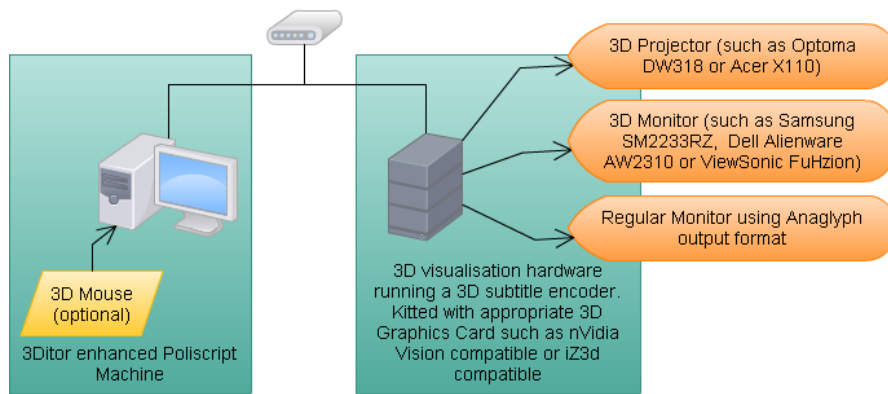 3D Projector (such as Optoma
DW318 or Acer X110)
3D Monitor (such as Samsung
SM2233RZ, Dell Alienware
AW2310 or ViewSonic FuHzion)
Regular Monitor using Anaglyph
output format
3D Mouse
(optional)
3Ditor enhanced Poliscript
Machine
3D visualisation hardware
running a 3D subtitle encoder.
Kitted with appropriate 3D
Graphics Card such as nVidia
Vision compatible or iZ3d
compatible